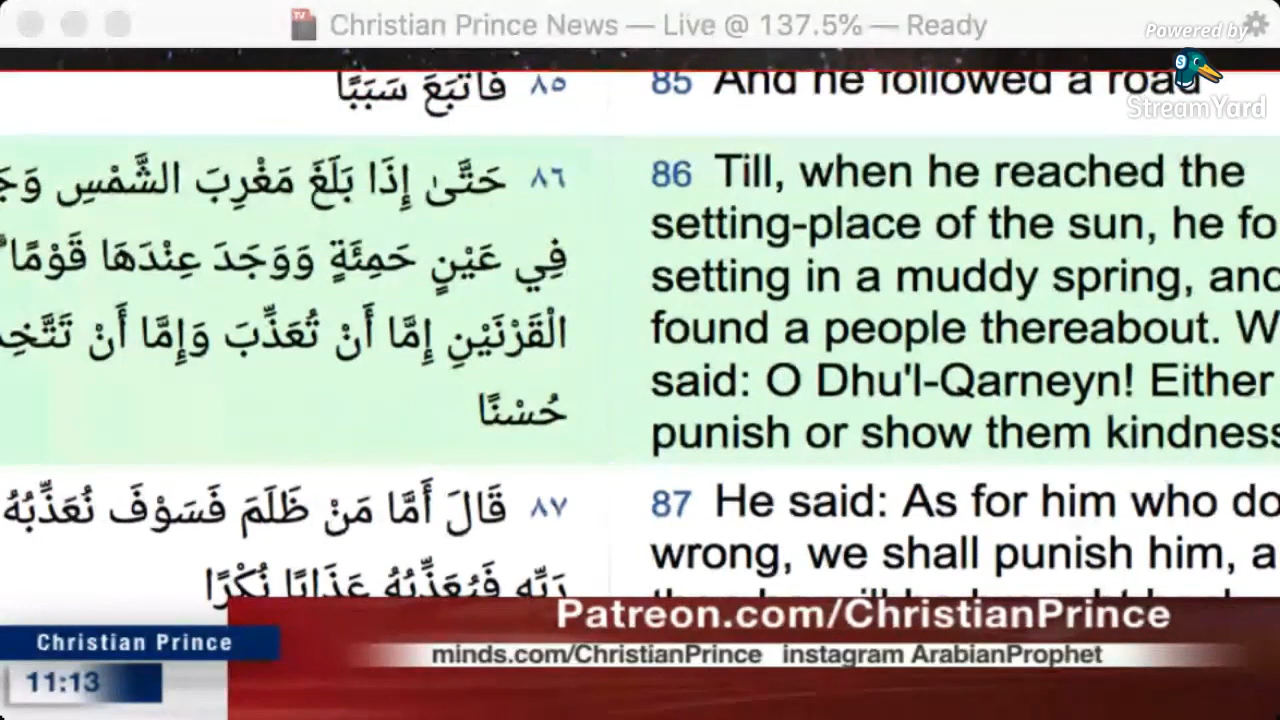 Christian Prince News — Live @ 137.5% — Ready
Powered by
StreamYard
فَأَتْبَعَ سَبَبًا ٨٥
85 And he followed a road
٨٦ حَتَّىٰ إِذَا بَلَغَ مَغْرِبَ الشَّمْسِ
فِي عَيْنٍ حَمِئَةٍ وَوَجَدَ عِنْدَهَا قَوْمًا
الْقَرْنَيْنِ إِمَّا أَنْ تُعَذِّبَ وَإِمَّا أَنْ
حُسْنًا
86 Till, when he reached the
setting-place of the sun, he fo
setting in a muddy spring, and
found a people thereabout. W
said: O Dhu'l-Qarneyn! Either
punish or show them kindness
٨٧ قَالَ أَمَّا مَنْ ظَلَمَ فَسَوْفَ نُعَذِّبُهُ
رَبِّهِ فَيُعَذِّبُهُ عَذَابًا نُكْرًا
87 He said: As for him who do
wrong, we shall punish him, a
Patreon.com/ChristianPrince
Christian Prince
minds.com/ChristianPrince instagram ArabianProphet
11:13